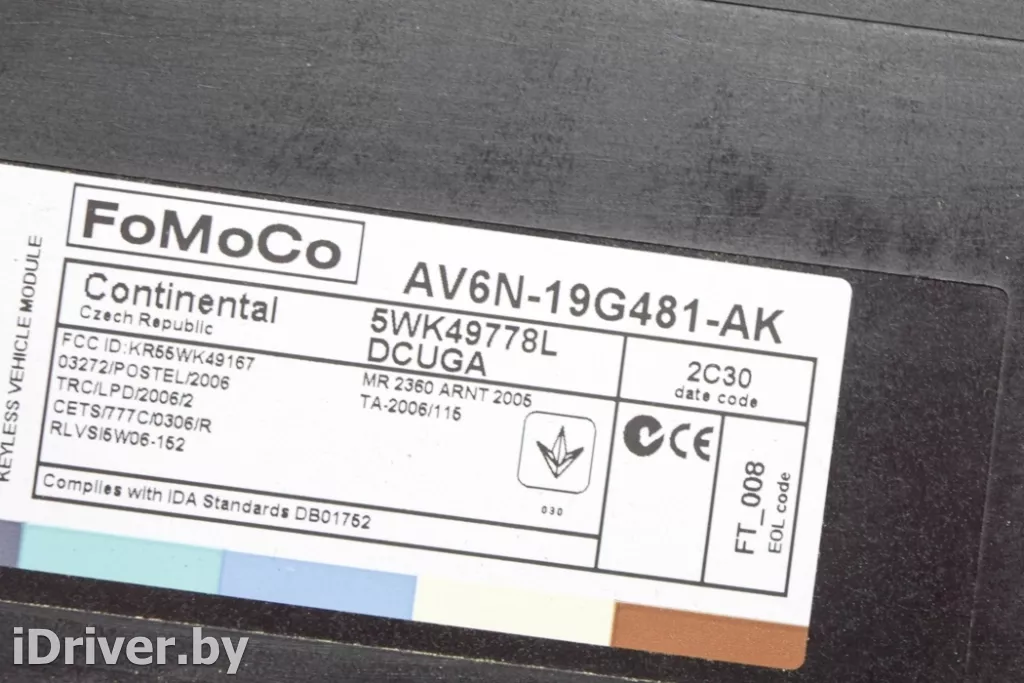 FoMoCo
AV6N-19G481-AK
KEYLESS VEHICLE MODULE
Continental
Czech Republic
5WK49778L
DCUGA
2C30
date code
FCC ID:KR55WK49167
03272/POSTEL/2006
TRC/LPD/2006/2
CETS/777C/0306/R
RLVSI5W06-152
MR 2360 ARNT 2005
TA-2006/115
030
CE
FT_008
EOL code
Complies with IDA Standards DB01752
iDriver.by